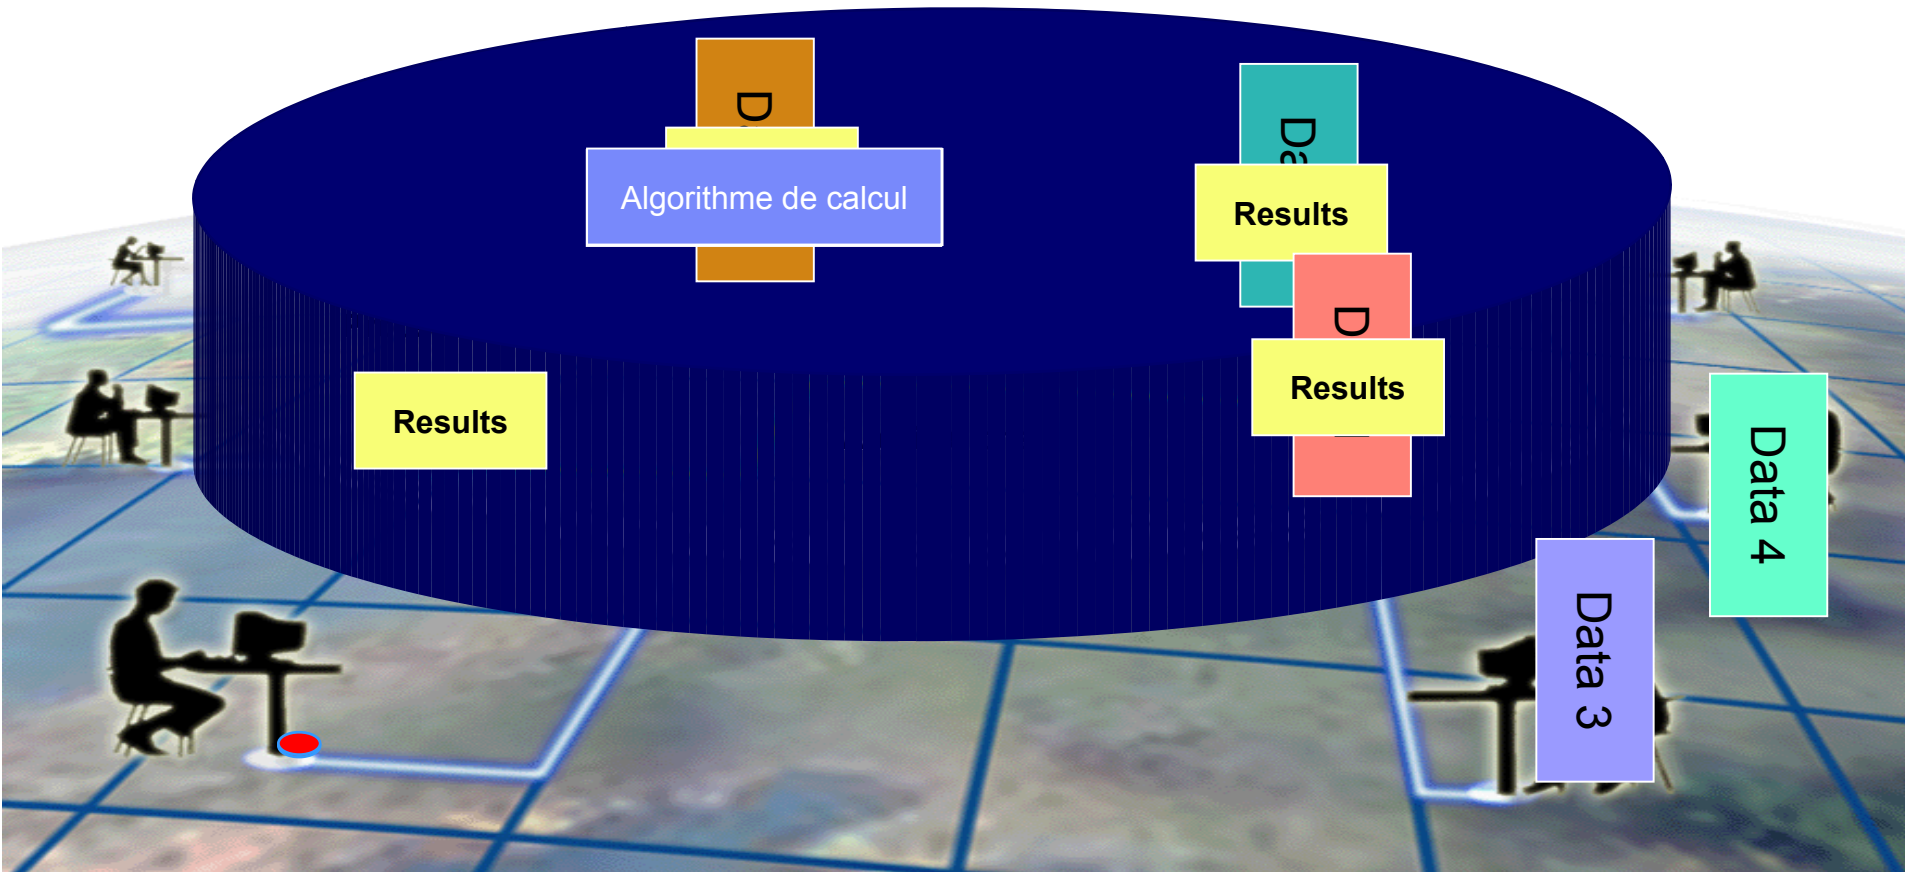 Algorithme de calcul
Results
Results
Results
Data 4
Data 3